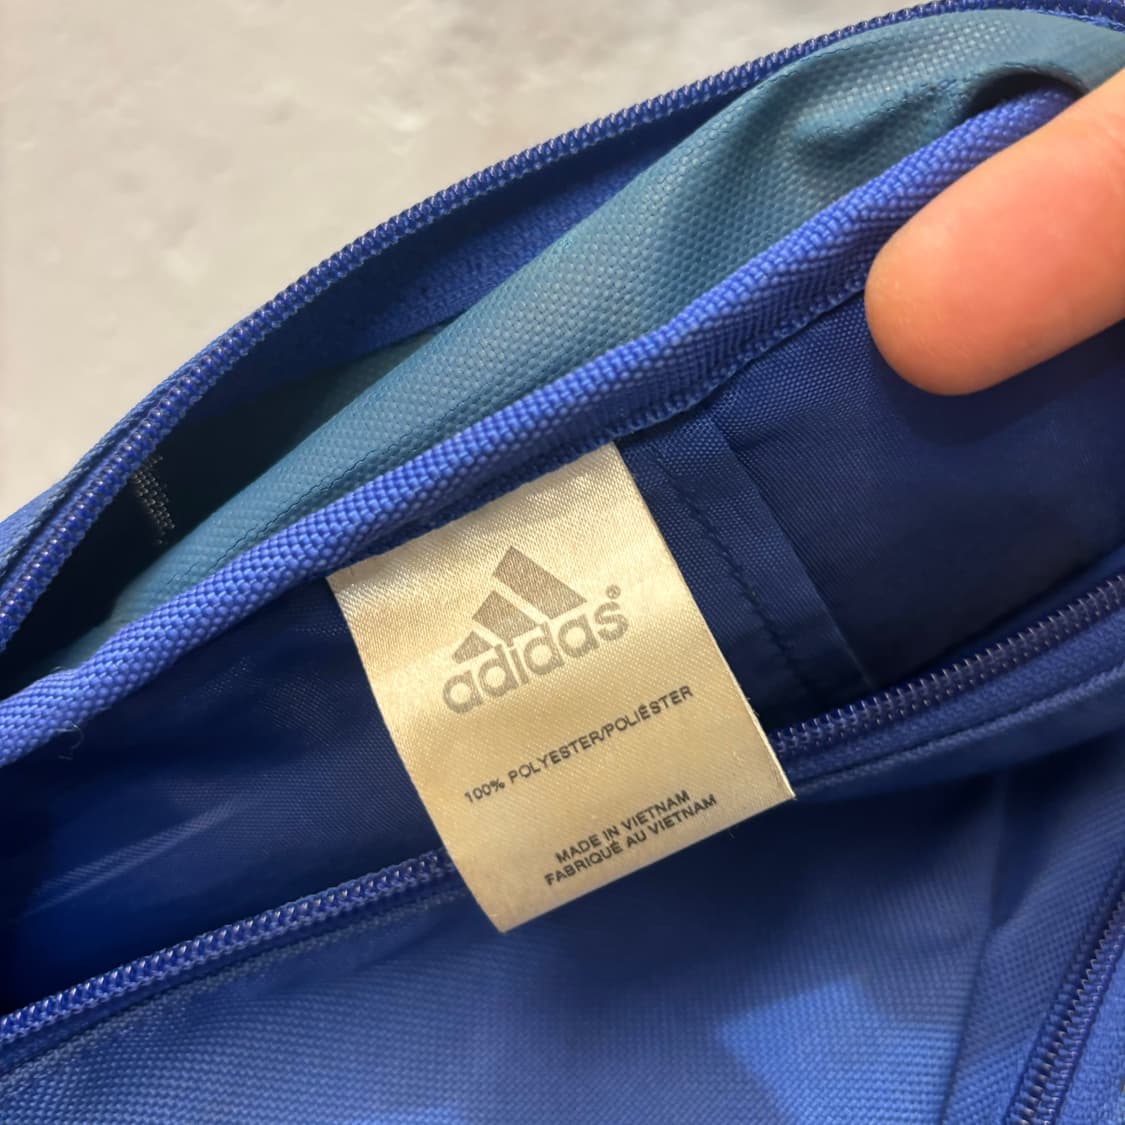 adidas®
100% POLYESTER/POLIÉSTER
MADE IN VIETNAM
FABRIQUÉ AU VIETNAM